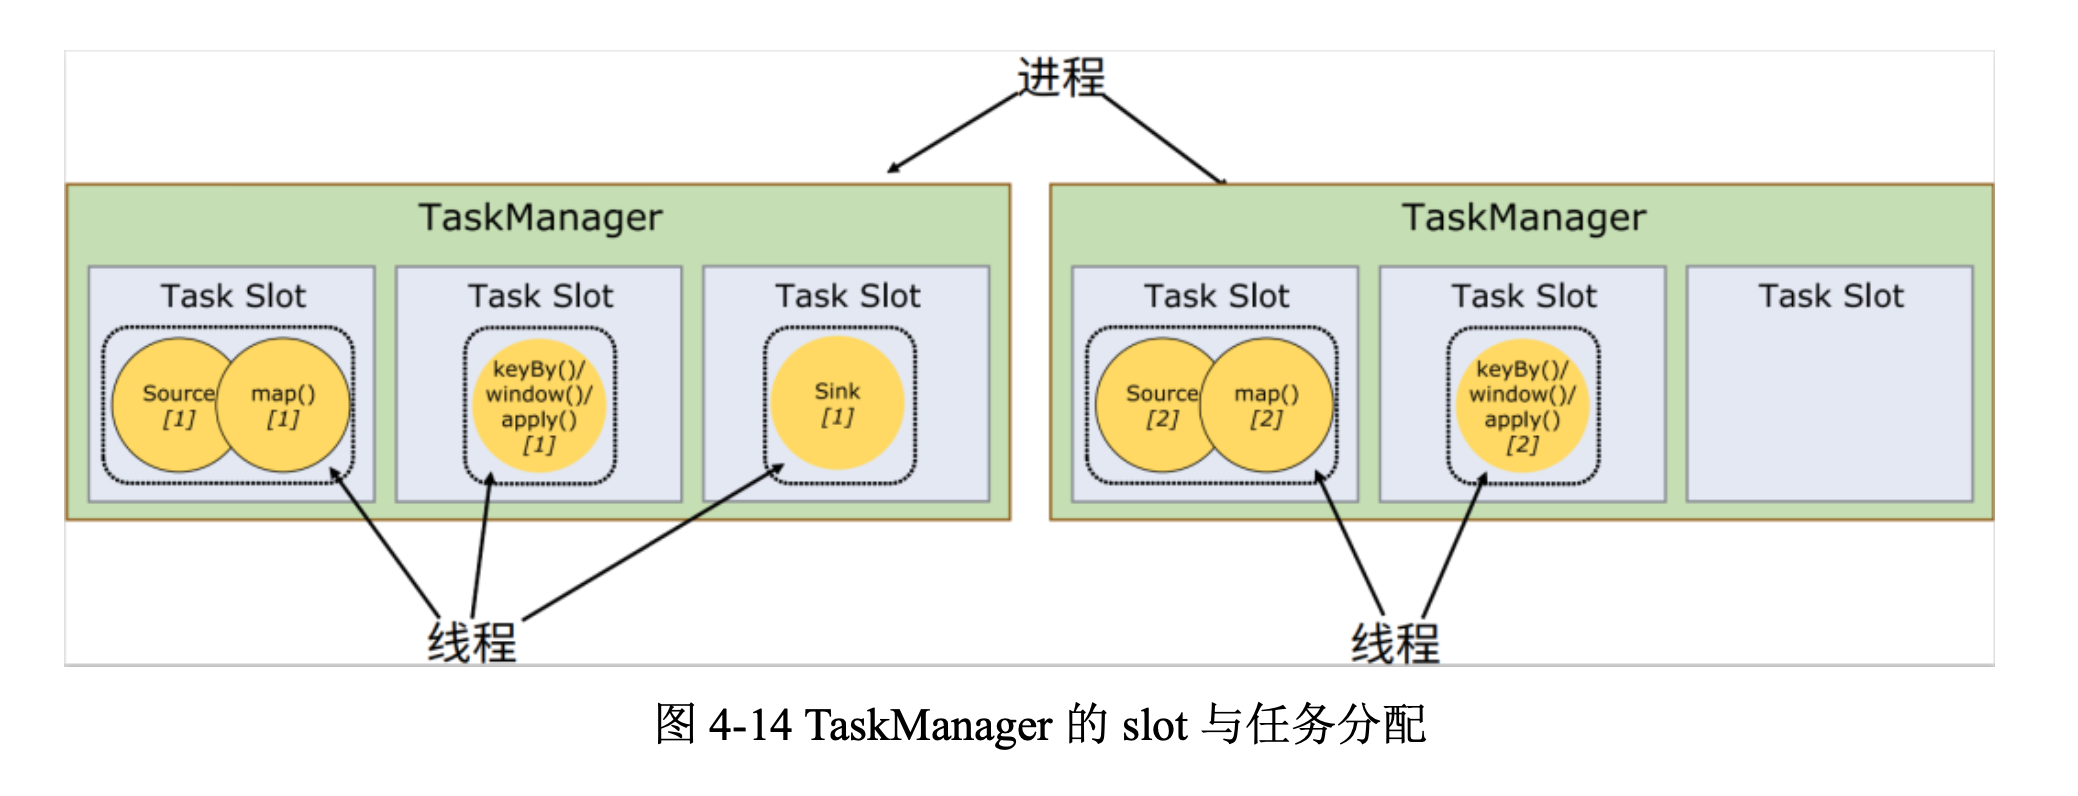 进程
TaskManager
Task Slot
Source
[1]
map()
[1]
Task Slot
keyBy()/
window()/
apply()
[1]
Task Slot
Sink
[1]
TaskManager
Task Slot
Source
[2]
map()
[2]
Task Slot
keyBy()/
window()/
apply()
[2]
Task Slot
线程
线程
图 4-14 TaskManager 的 slot 与任务分配